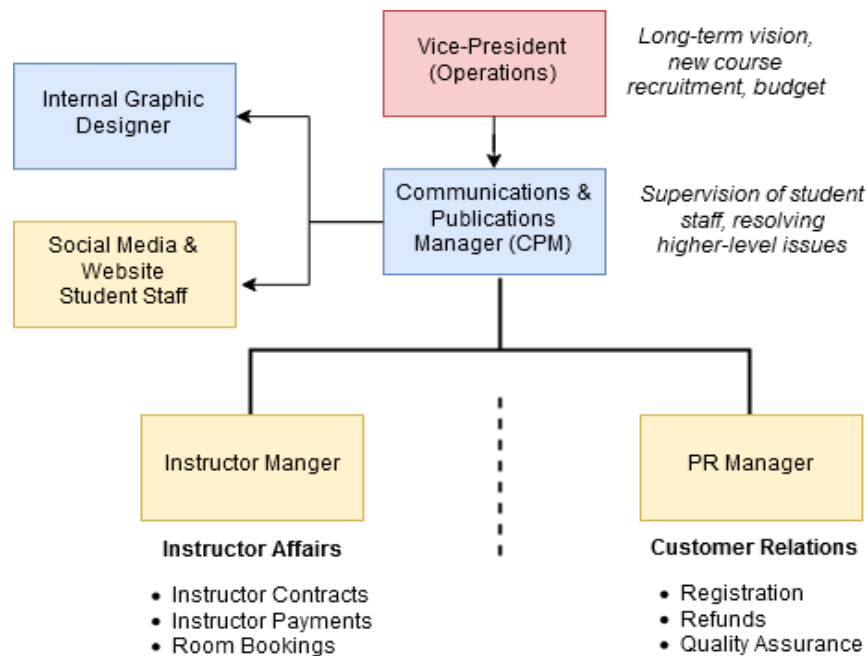 Vice-President
(Operations)
Long-term vision,
new course
recruitment, budget
Internal Graphic
Designer
Communications &
Publications
Manager (CPM)
Supervision of student
staff, resolving
higher-level issues
Social Media &
Website
Student Staff
Instructor Manger
PR Manager
Instructor Affairs
• Instructor Contracts
• Instructor Payments
• Room Bookings
Customer Relations
• Registration
• Refunds
• Quality Assurance